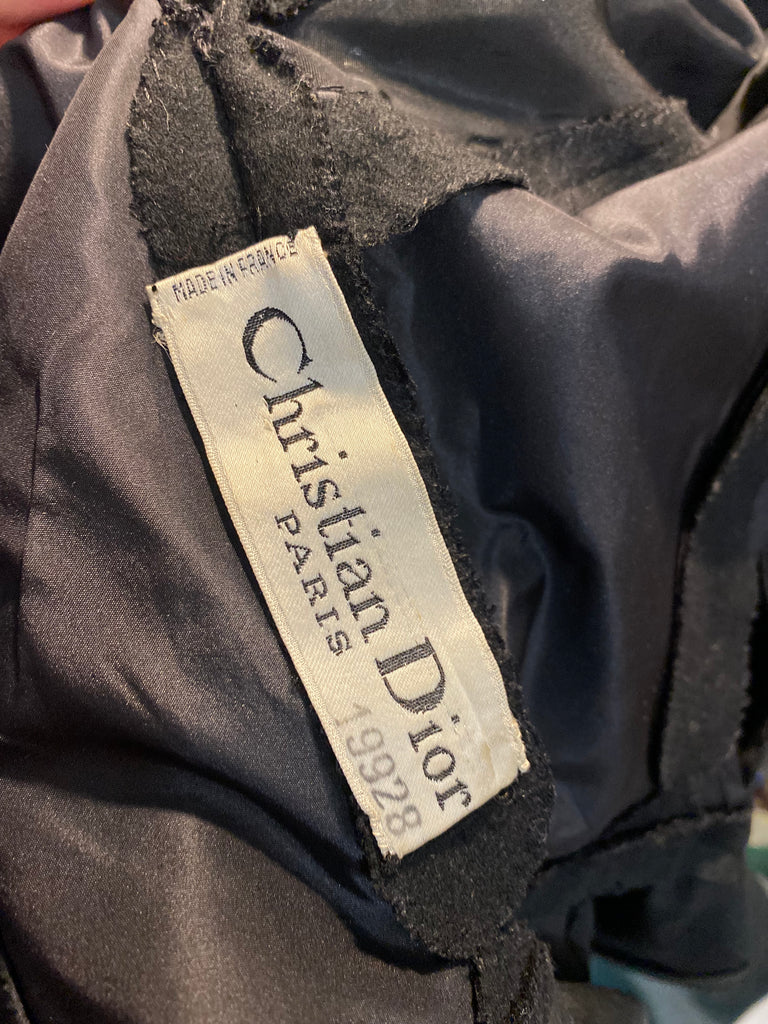 MADE IN FRANCE
Christian Dior
PARIS
19928